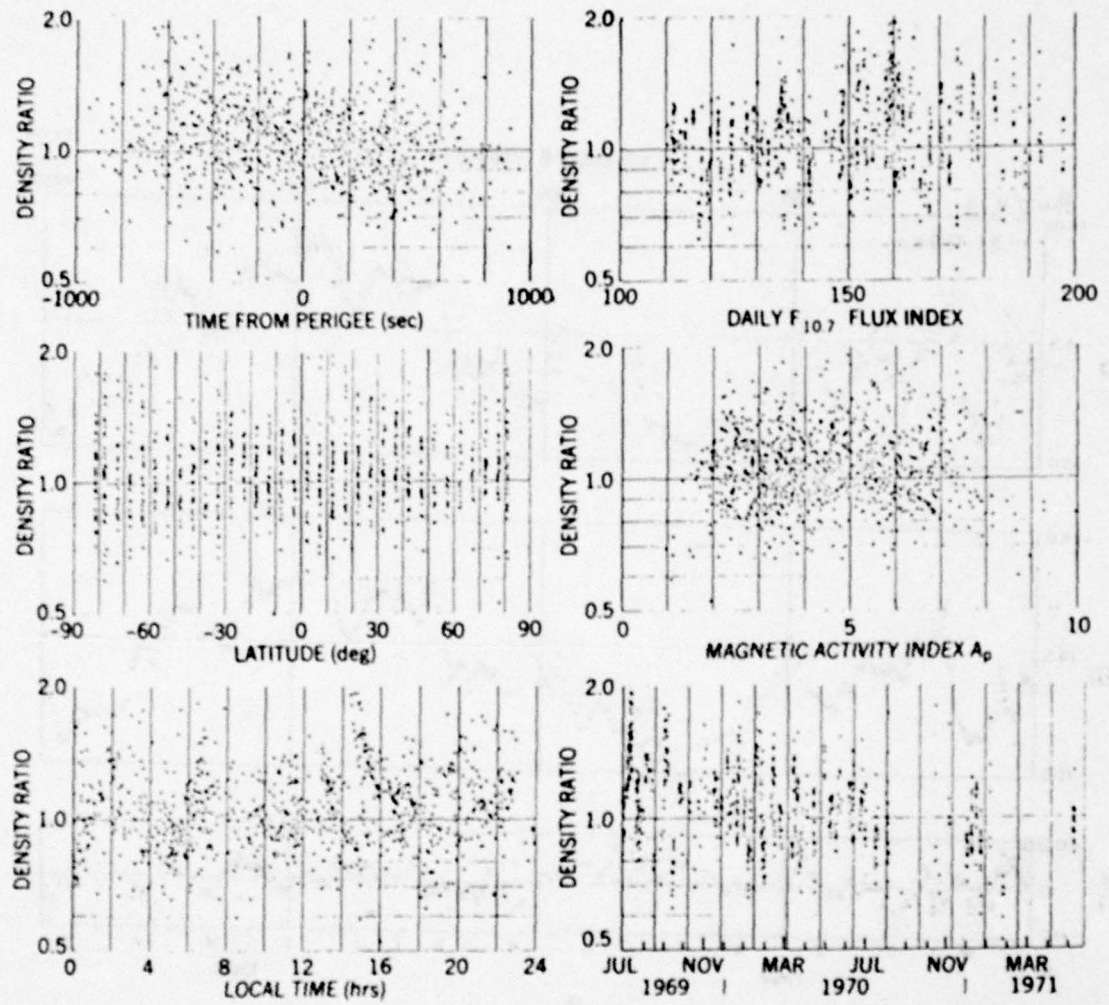 2.0
DENSITY RATIO
1.0
0.5
-1000 0 1000
TIME FROM PERIGEE (sec)
2.0
DENSITY RATIO
1.0
0.5
100 150 200
DAILY F10.7 FLUX INDEX
2.0
DENSITY RATIO
1.0
0.5
-90 -60 -30 0 30 60 90
LATITUDE (deg)
2.0
DENSITY RATIO
1.0
0.5
0 5 10
MAGNETIC ACTIVITY INDEX Ap
2.0
DENSITY RATIO
1.0
0.5
0 4 8 12 16 20 24
LOCAL TIME (hrs)
2.0
DENSITY RATIO
1.0
0.5
JUL NOV MAR JUL NOV MAR
1969 | 1970 | 1971